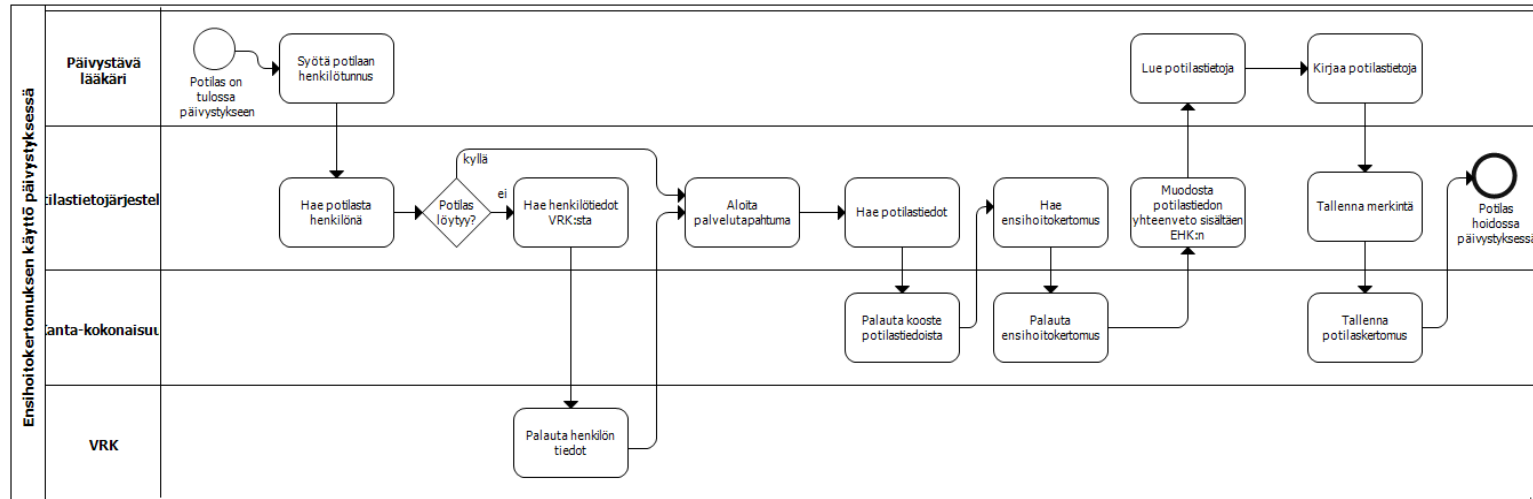 Ensihoitokertomuksen käyttö päivystyksessä
Päivystävä
lääkäri
Potilas on
tulossa
päivystykseen
Syötä potilaan
henkilötunnus
Lue potilastietoja
Kirjaa potilastietoja
tilastietojärjestel
Hae potilasta
henkilönä
Potilas
löytyy?
kyllä
ei
Hae henkilötiedot
VRK:sta
Aloita
palvelutapahtuma
Hae potilastiedot
Hae
ensihoitokertomus
Muodosta
potilastiedon
yhteenveto sisältäen
EHK:n
Tallenna merkintä
Potilas
hoidossa
päivystyksessä
Kanta-kokonaisuu
Palauta kooste
potilastiedoista
Palauta
ensihoitokertomus
Tallenna
potilaskertomus
VRK
Palauta henkilön
tiedot